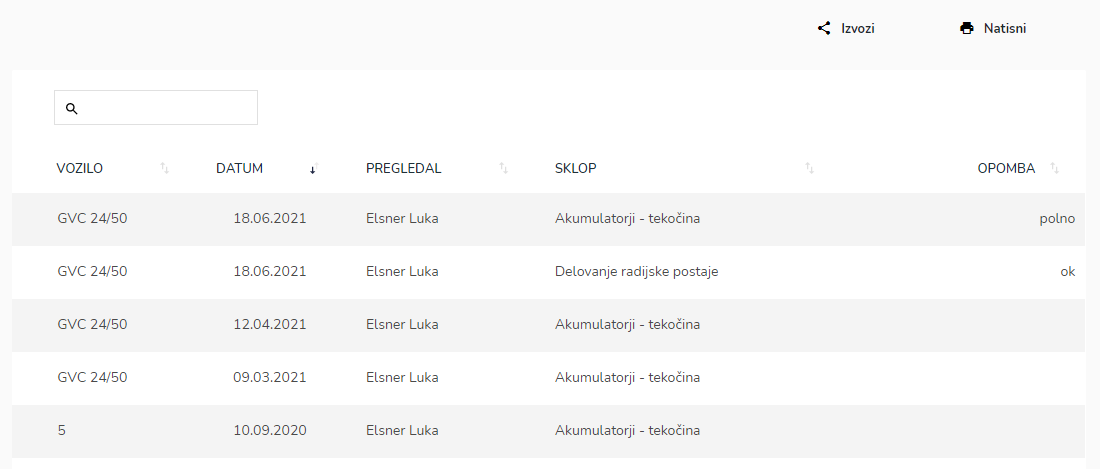 Izvozi Natisni
VOZILO DATUM PREGLEDAL SKLOP OPOMBA
GVC 24/50 18.06.2021 Elsner Luka Akumulatorji - tekočina polno
GVC 24/50 18.06.2021 Elsner Luka Delovanje radijske postaje ok
GVC 24/50 12.04.2021 Elsner Luka Akumulatorji - tekočina
GVC 24/50 09.03.2021 Elsner Luka Akumulatorji - tekočina
5 10.09.2020 Elsner Luka Akumulatorji - tekočina